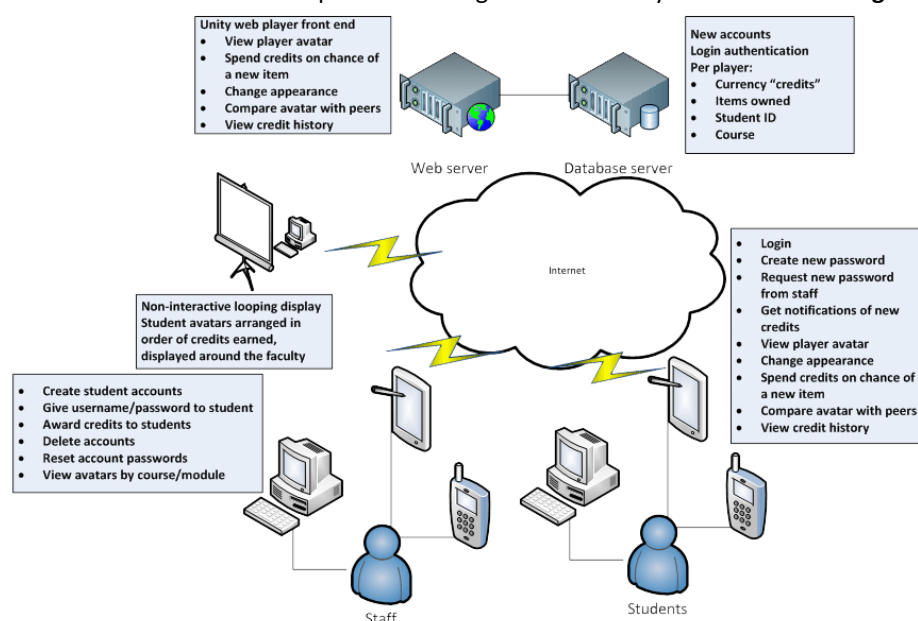 Unity web player front end
• View player avatar
• Spend credits on chance of
a new item
• Change appearance
• Compare avatar with peers
• View credit history
New accounts
Login authentication
Per player:
• Currency “credits”
• Items owned
• Student ID
• Course
Web server
Database server
Internet
Non-interactive looping display
Student avatars arranged in
order of credits earned,
displayed around the faculty
• Login
• Create new password
• Request new password
from staff
• Get notifications of new
credits
• View player avatar
• Change appearance
• Spend credits on chance of
a new item
• Compare avatar with peers
• View credit history
• Create student accounts
• Give username/password to student
• Award credits to students
• Delete accounts
• Reset account passwords
• View avatars by course/module
Staff
Students